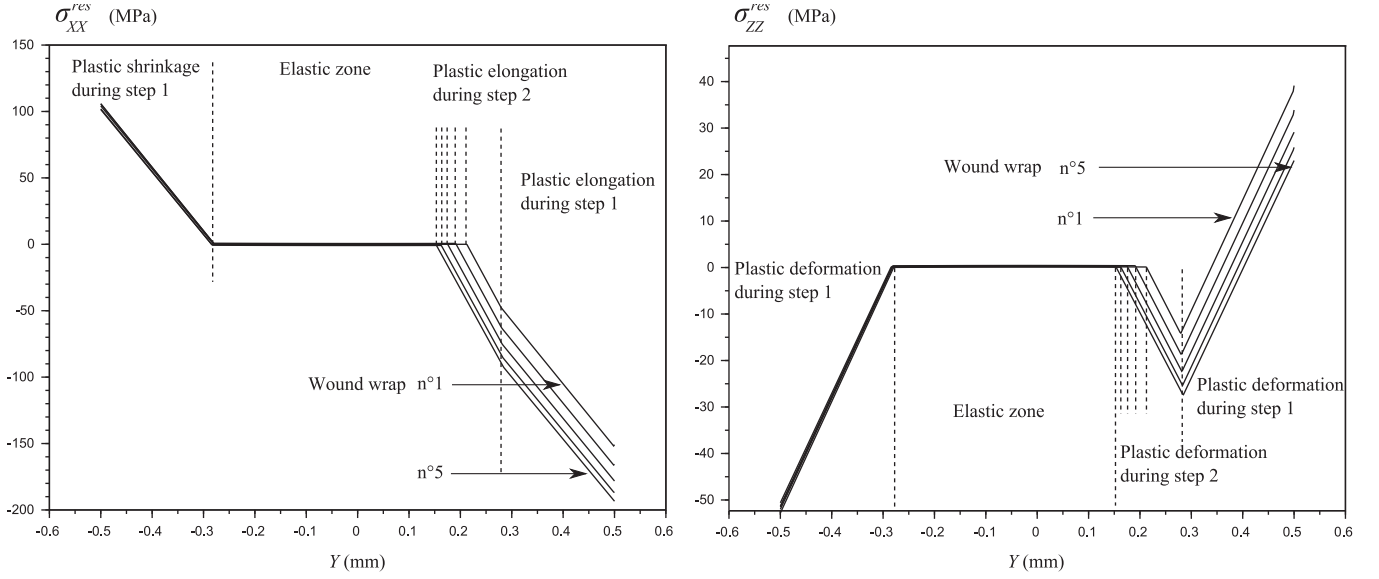 σ_XX^res (MPa)
150
100
50
0
-50
-100
-150
-200
Plastic shrinkage
during step 1
Elastic zone
Plastic elongation
during step 2
Plastic elongation
during step 1
Wound wrap n°1
n°5
-0.6 -0.5 -0.4 -0.3 -0.2 -0.1 0 0.1 0.2 0.3 0.4 0.5 0.6
Y (mm)
σ_ZZ^res (MPa)
40
30
20
10
0
-10
-20
-30
-40
-50
Wound wrap n°5
n°1
Plastic deformation
during step 1
Elastic zone
Plastic deformation
during step 1
Plastic deformation
during step 2
-0.6 -0.5 -0.4 -0.3 -0.2 -0.1 0 0.1 0.2 0.3 0.4 0.5 0.6
Y (mm)